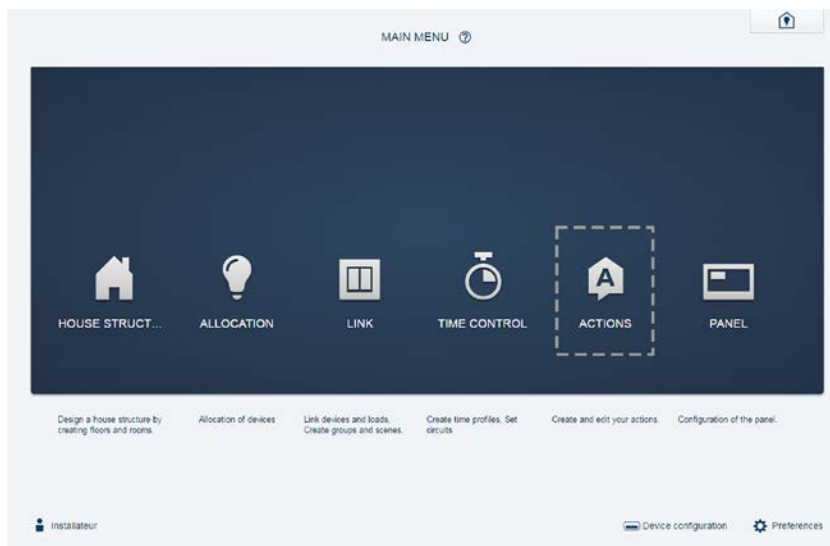 MAIN MENU ?
HOUSE STRUCT...
ALLOCATION
LINK
TIME CONTROL
A
ACTIONS
PANEL
Design a house structure by
creating floors and rooms.
Allocation of devices
Link devices and loads.
Create groups and scenes.
Create time profiles. Set
circuits
Create and edit your actions.
Configuration of the panel.
Installateur
Device configuration
Preferences